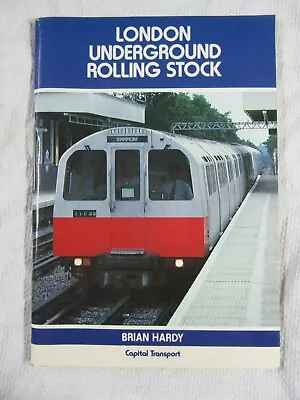 LONDON
UNDERGROUND
ROLLING STOCK
STANMORE
BRIAN HARDY
Capital Transport